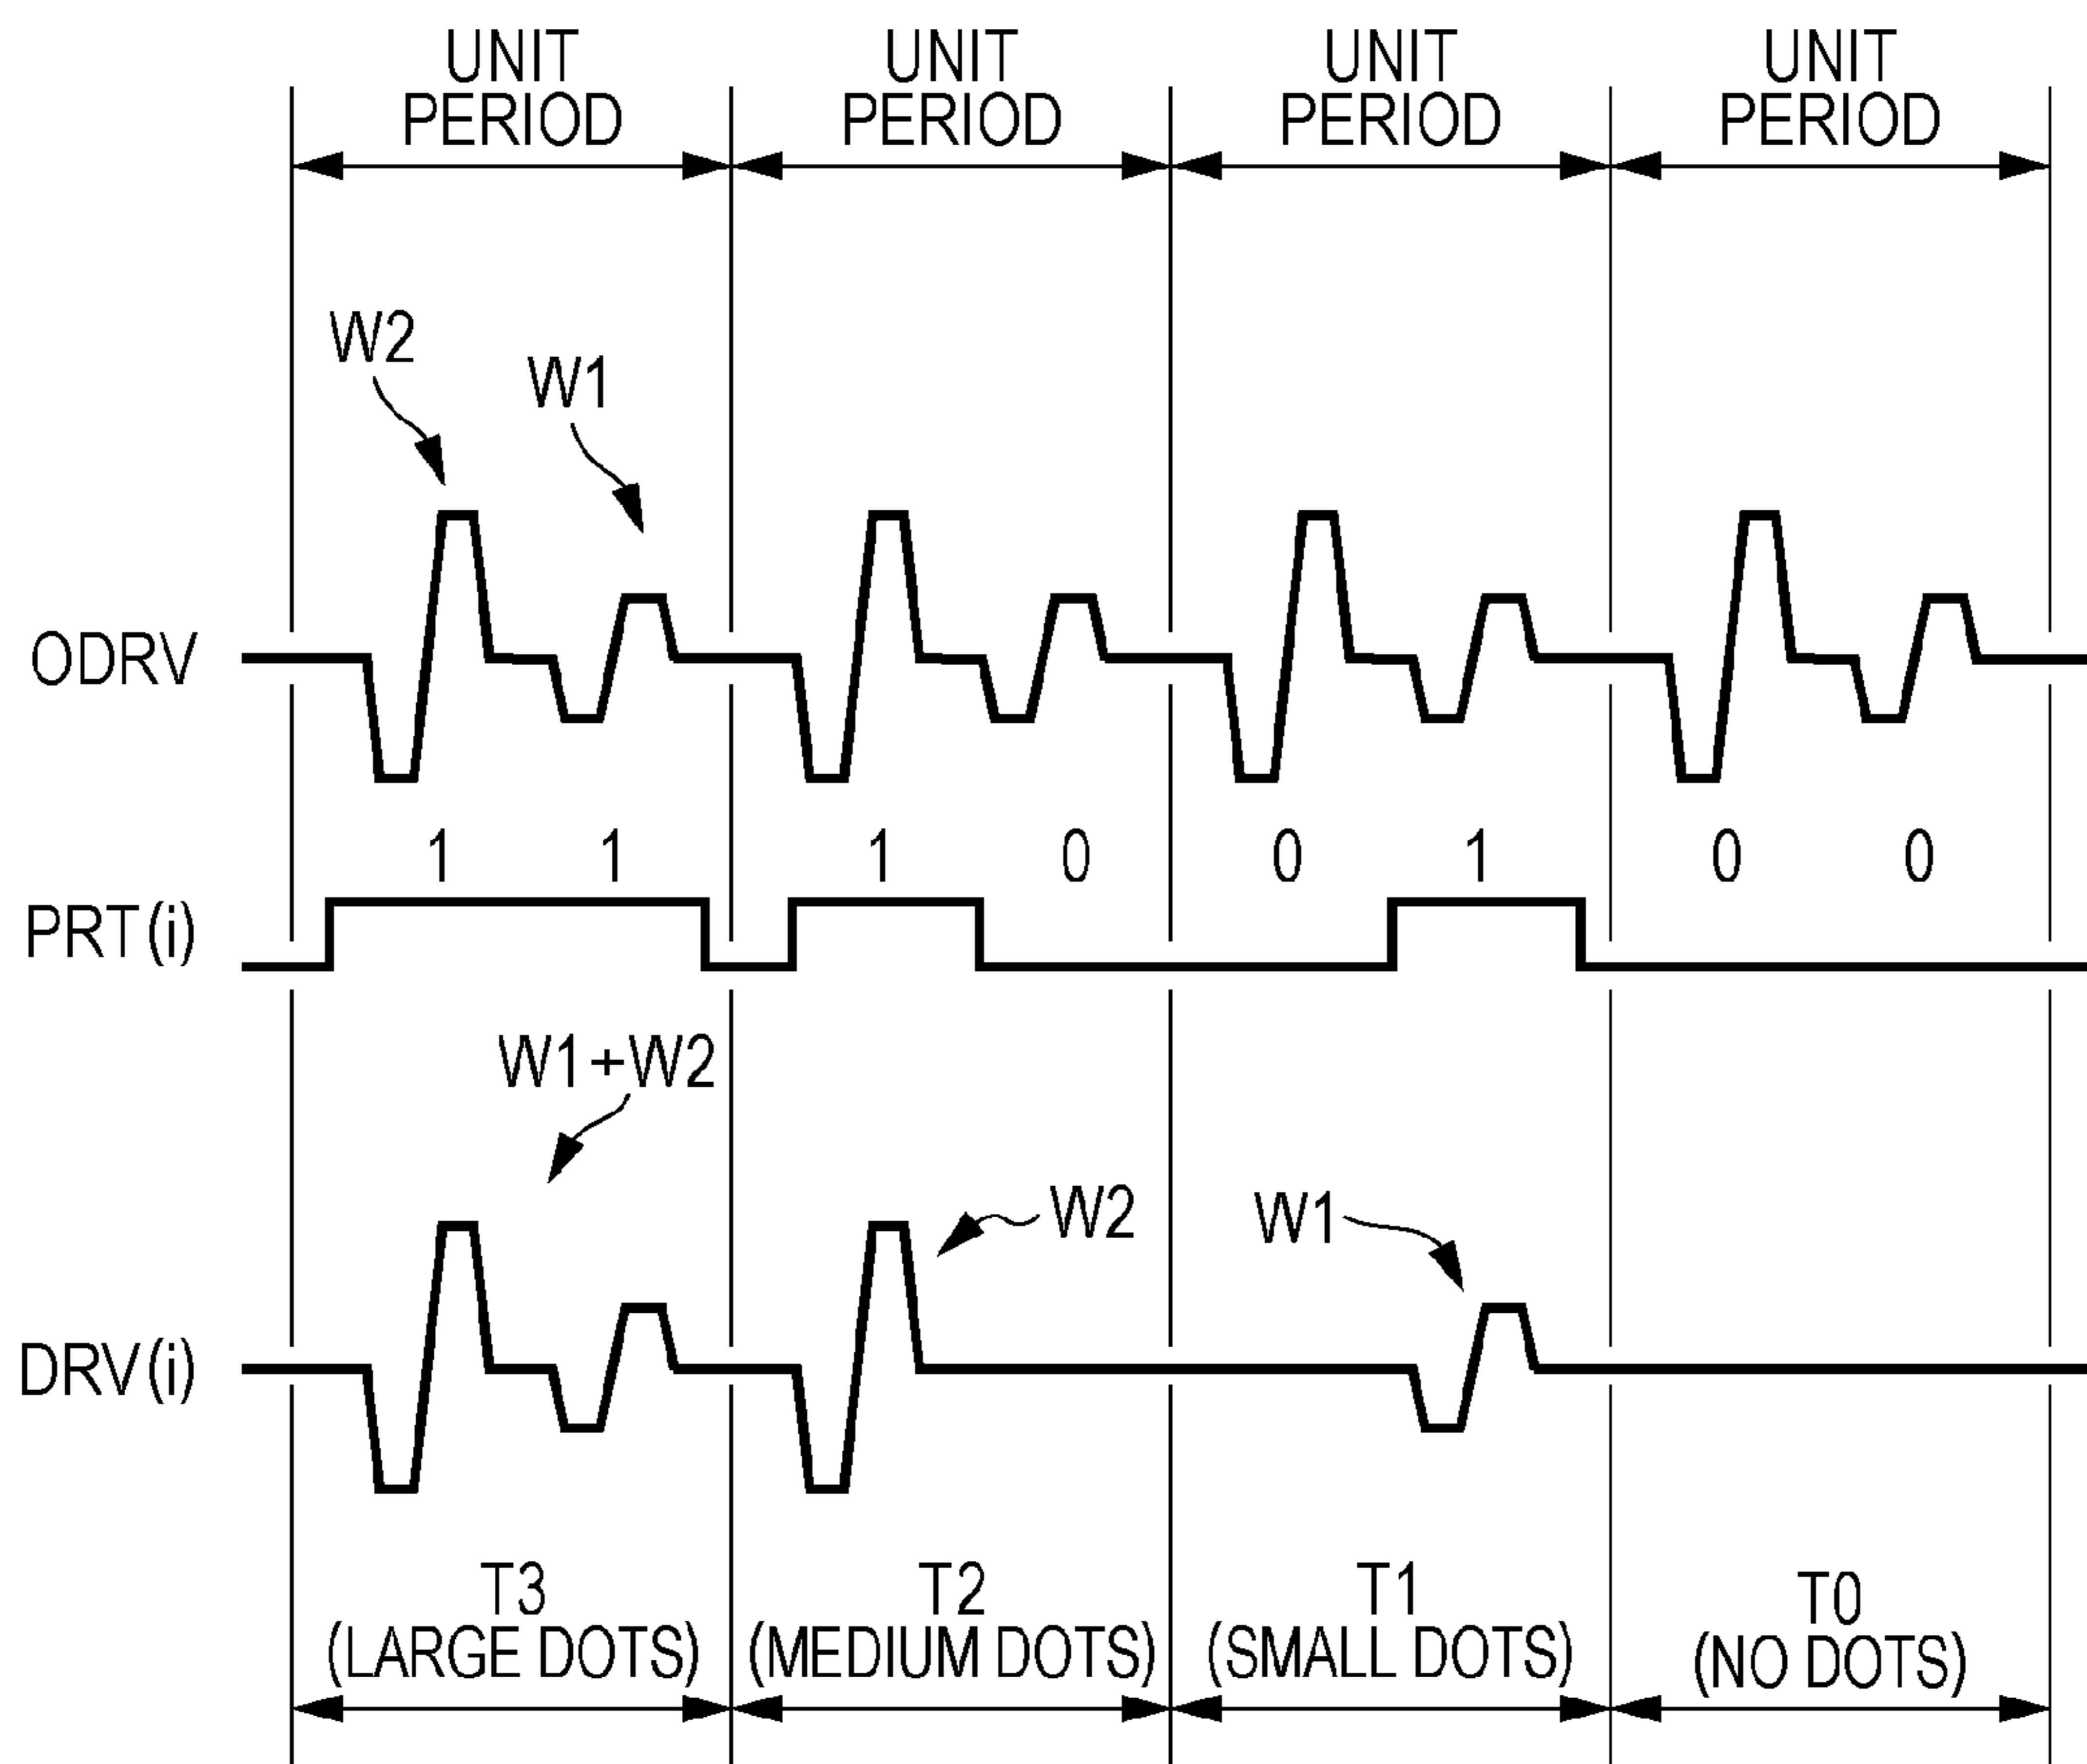 UNIT PERIOD UNIT PERIOD UNIT PERIOD UNIT PERIOD
W2
W1
ODRV
1 1 1 0 0 1 0 0
PRT(i)
W1+W2
W2 W1
DRV(i)
T3 T2 T1 T0
(LARGE DOTS) (MEDIUM DOTS) (SMALL DOTS) (NO DOTS)